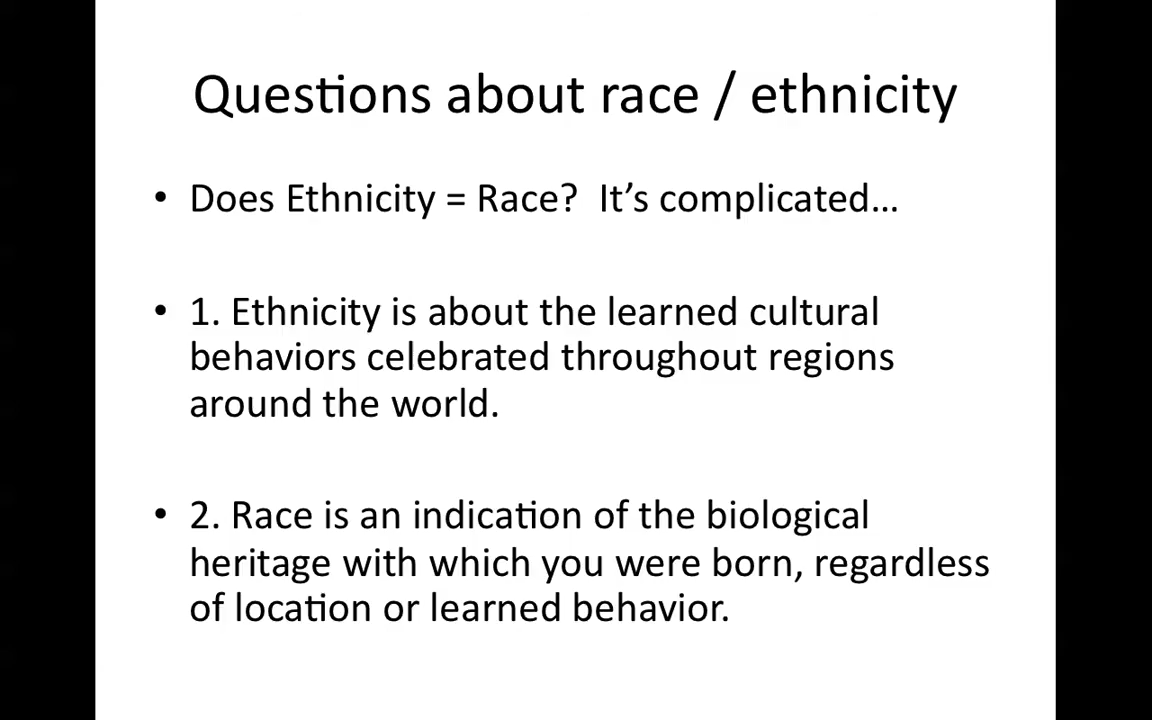 Questions about race / ethnicity
• Does Ethnicity = Race?  It’s complicated…
• 1. Ethnicity is about the learned cultural
behaviors celebrated throughout regions
around the world.
• 2. Race is an indication of the biological
heritage with which you were born, regardless
of location or learned behavior.